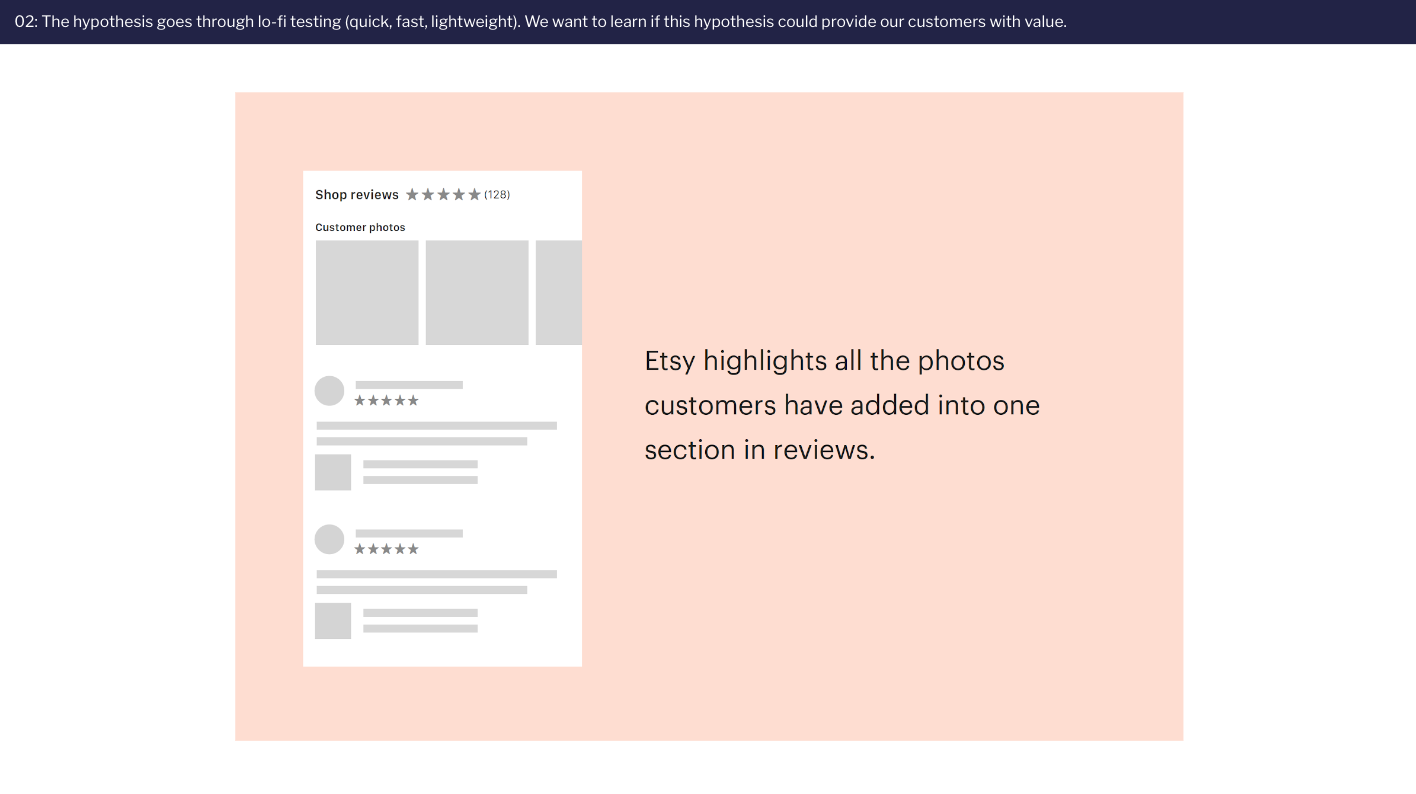 02: The hypothesis goes through lo-fi testing (quick, fast, lightweight). We want to learn if this hypothesis could provide our customers with value.
Shop reviews ★★★★★ (128)
Customer photos
★★★★★
★★★★★
Etsy highlights all the photos
customers have added into one
section in reviews.